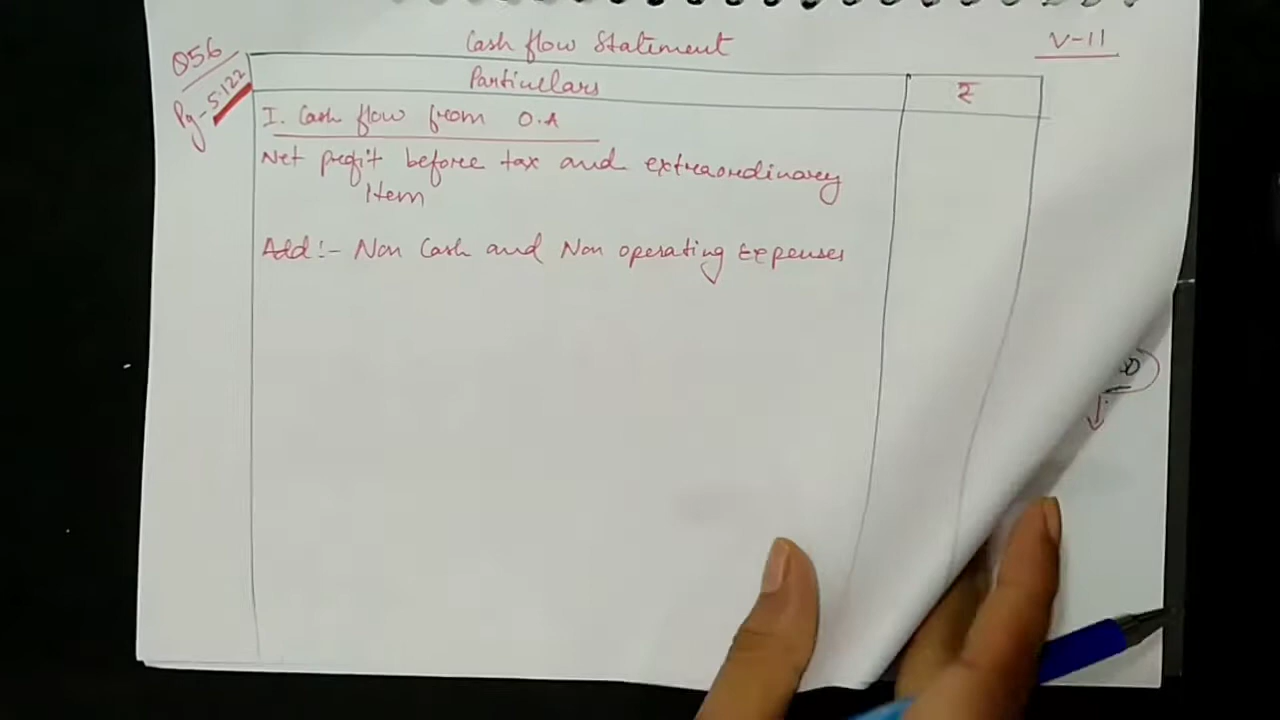 Cash flow Statement
V-11
Q56
Pg-5.122
Particulars
₹
I. Cash flow from O.A
Net profit before tax and extraordinary
Item
Add:- Non Cash and Non operating Expenses